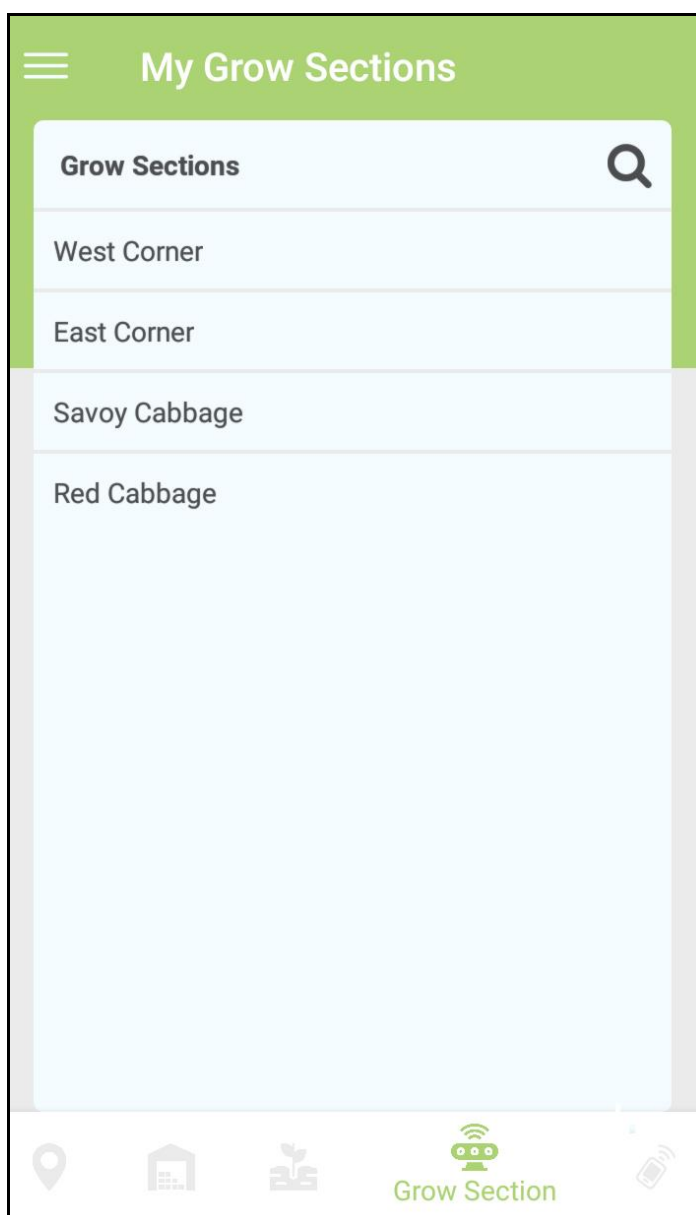 My Grow Sections
Grow Sections
West Corner
East Corner
Savoy Cabbage
Red Cabbage
Grow Section